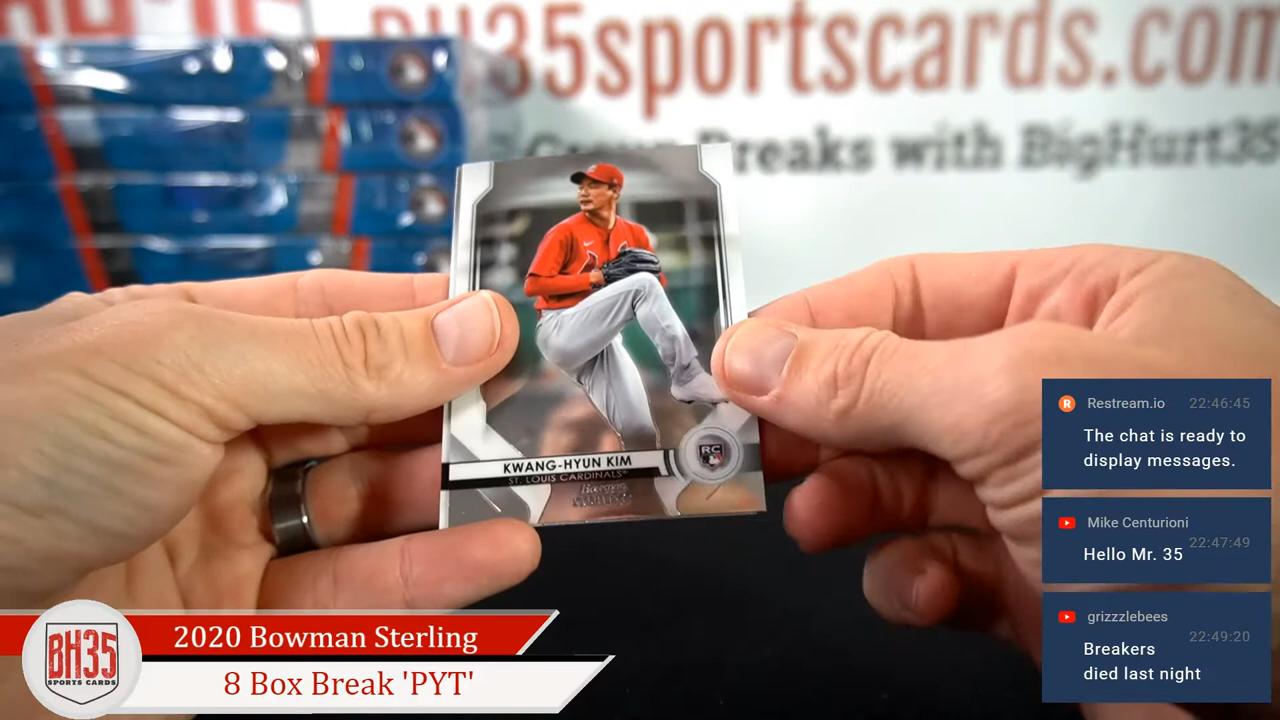 BH35sportscards.com
Breaks with BigHurt35
KWANG-HYUN KIM
ST. LOUIS CARDINALS
RC
Restream.io 22:46:45
The chat is ready to
display messages.
Mike Centurioni
22:47:49
Hello Mr. 35
grizzzlebees
22:49:20
Breakers
died last night
BH35
SPORTS CARDS
2020 Bowman Sterling
8 Box Break 'PYT'